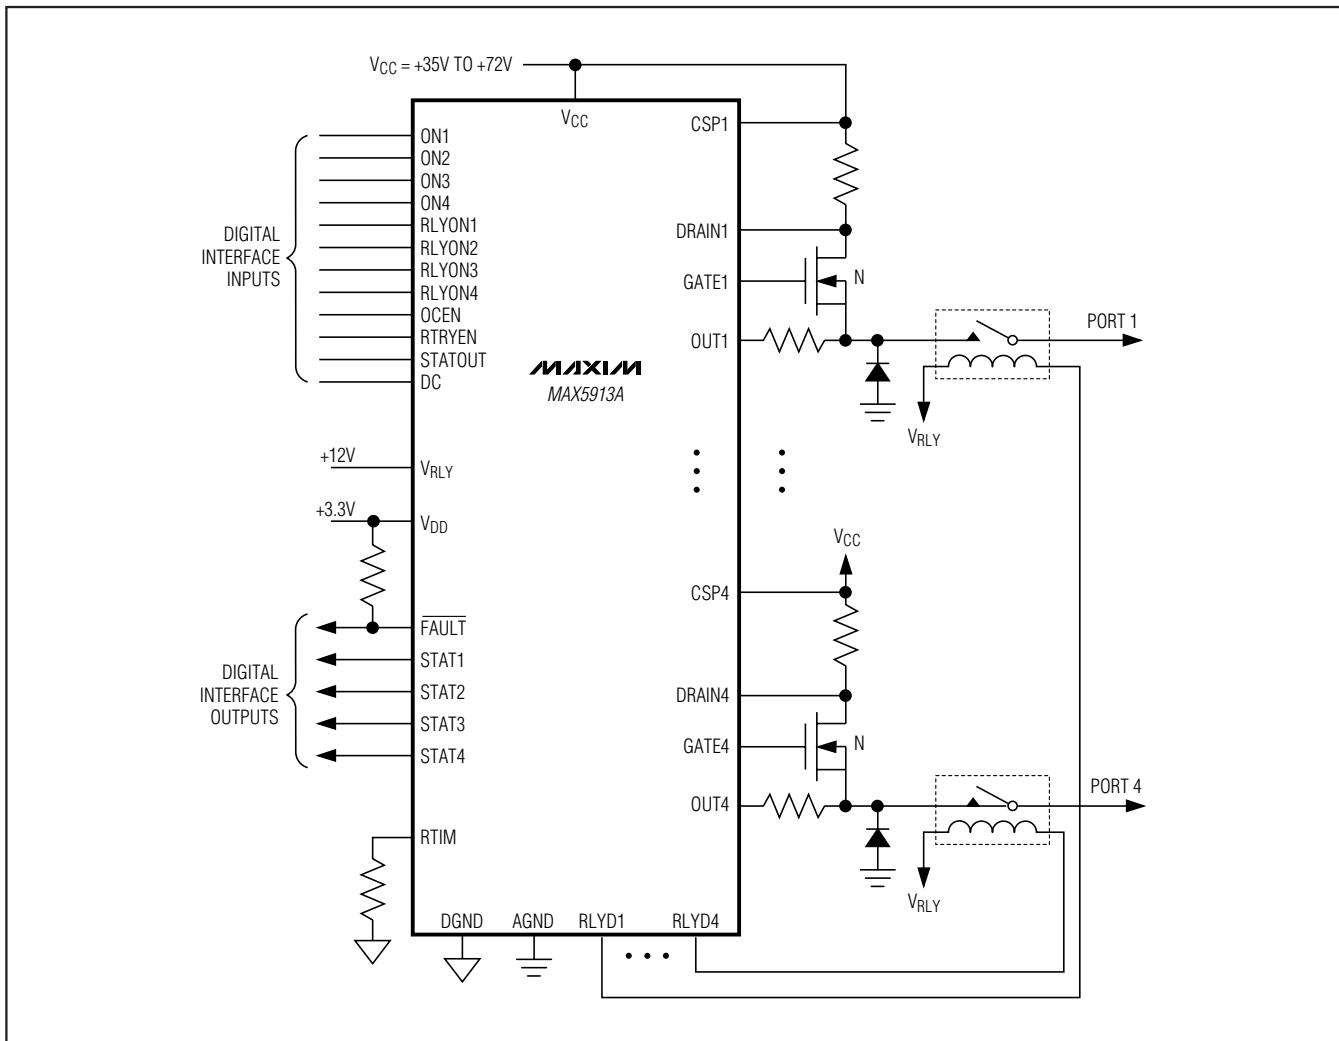 VCC = +35V TO +72V
VCC
ON1
ON2
ON3
ON4
RLYON1
RLYON2
RLYON3
RLYON4
OCEN
RTRYEN
STATOUT
DC
DIGITAL
INTERFACE
INPUTS
MAXIM
MAX5913A
+12V
VRLY
+3.3V
VDD
FAULT
STAT1
STAT2
STAT3
STAT4
DIGITAL
INTERFACE
OUTPUTS
RTIM
DGND
AGND
RLYD1
RLYD4
CSP1
DRAIN1
GATE1
N
OUT1
PORT 1
VRLY
VCC
CSP4
DRAIN4
GATE4
N
OUT4
PORT 4
VRLY